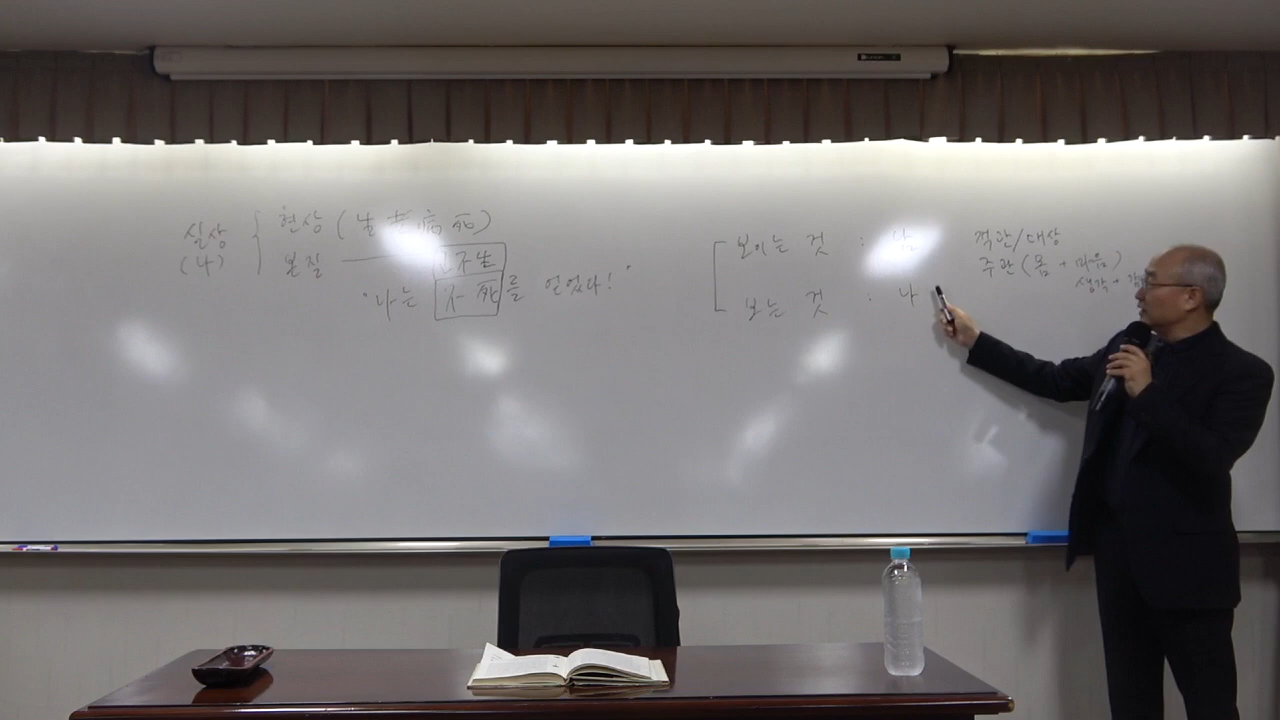 실상 현상 (生老病死)
(나) 본질 不生
"나는 不死를 얻었다!"
보이는 것 : 남 객관/대상
주관 (몸 + 마음)
생각 +
보는 것 : 나